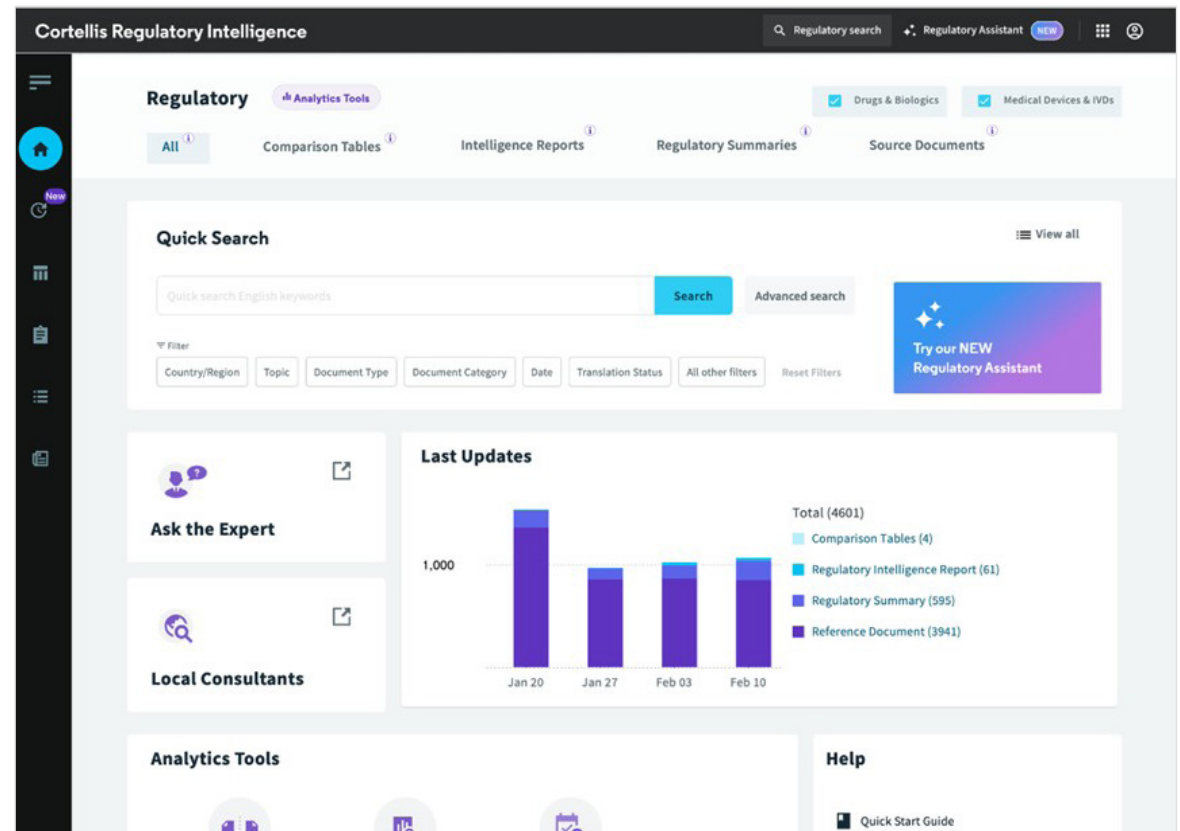 Cortellis Regulatory Intelligence
Regulatory search
Regulatory Assistant NEW
New
Regulatory
Analytics Tools
Drugs & Biologics
Medical Devices & IVDs
All
Comparison Tables
Intelligence Reports
Regulatory Summaries
Source Documents
Quick Search
View all
Quick search English keywords
Search
Advanced search
Try our NEW
Regulatory Assistant
Filter
Country/Region
Topic
Document Type
Document Category
Date
Translation Status
All other filters
Reset Filters
Ask the Expert
Local Consultants
Last Updates
1,000
Jan 20
Jan 27
Feb 03
Feb 10
Total (4601)
Comparison Tables (4)
Regulatory Intelligence Report (61)
Regulatory Summary (595)
Reference Document (3941)
Analytics Tools
Help
Quick Start Guide